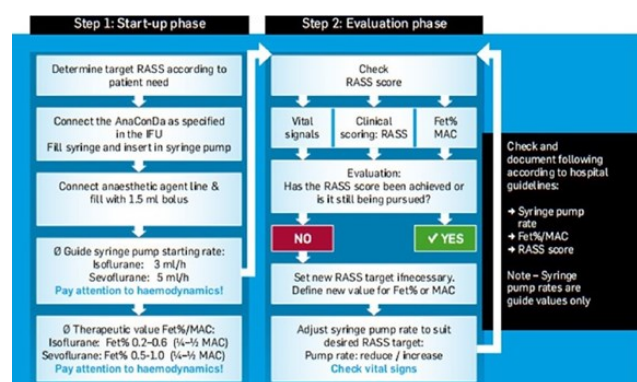 Step 1: Start-up phase
Determine target RASS according to
patient need
Connect the AnaConDa as specified
in the IFU
Fill syringe and insert in syringe pump
Connect anaesthetic agent line &
fill with 1.5 ml bolus
Ø Guide syringe pump starting rate:
Isoflurane: 3 ml/h
Sevoflurane: 5 ml/h
Pay attention to haemodynamics!
Ø Therapeutic value Fet%/MAC:
Isoflurane: Fet% 0.2–0.6 (¼–½ MAC)
Sevoflurane: Fet% 0.5-1.0 (¼–½ MAC)
Pay attention to haemodynamics!
Step 2: Evaluation phase
Check
RASS score
Vital
signals
Clinical
scoring: RASS
Fet%
MAC
Evaluation:
Has the RASS score been achieved or
is it still being pursued?
NO
✓ YES
Set new RASS target ifnecessary.
Define new value for Fet% or MAC
Adjust syringe pump rate to suit
desired RASS target:
Pump rate: reduce / increase
Check vital signs
Check and
document following
according to hospital
guidelines:
→ Syringe pump
rate
→ Fet%/MAC
→ RASS score
Note – Syringe
pump rates are
guide values only